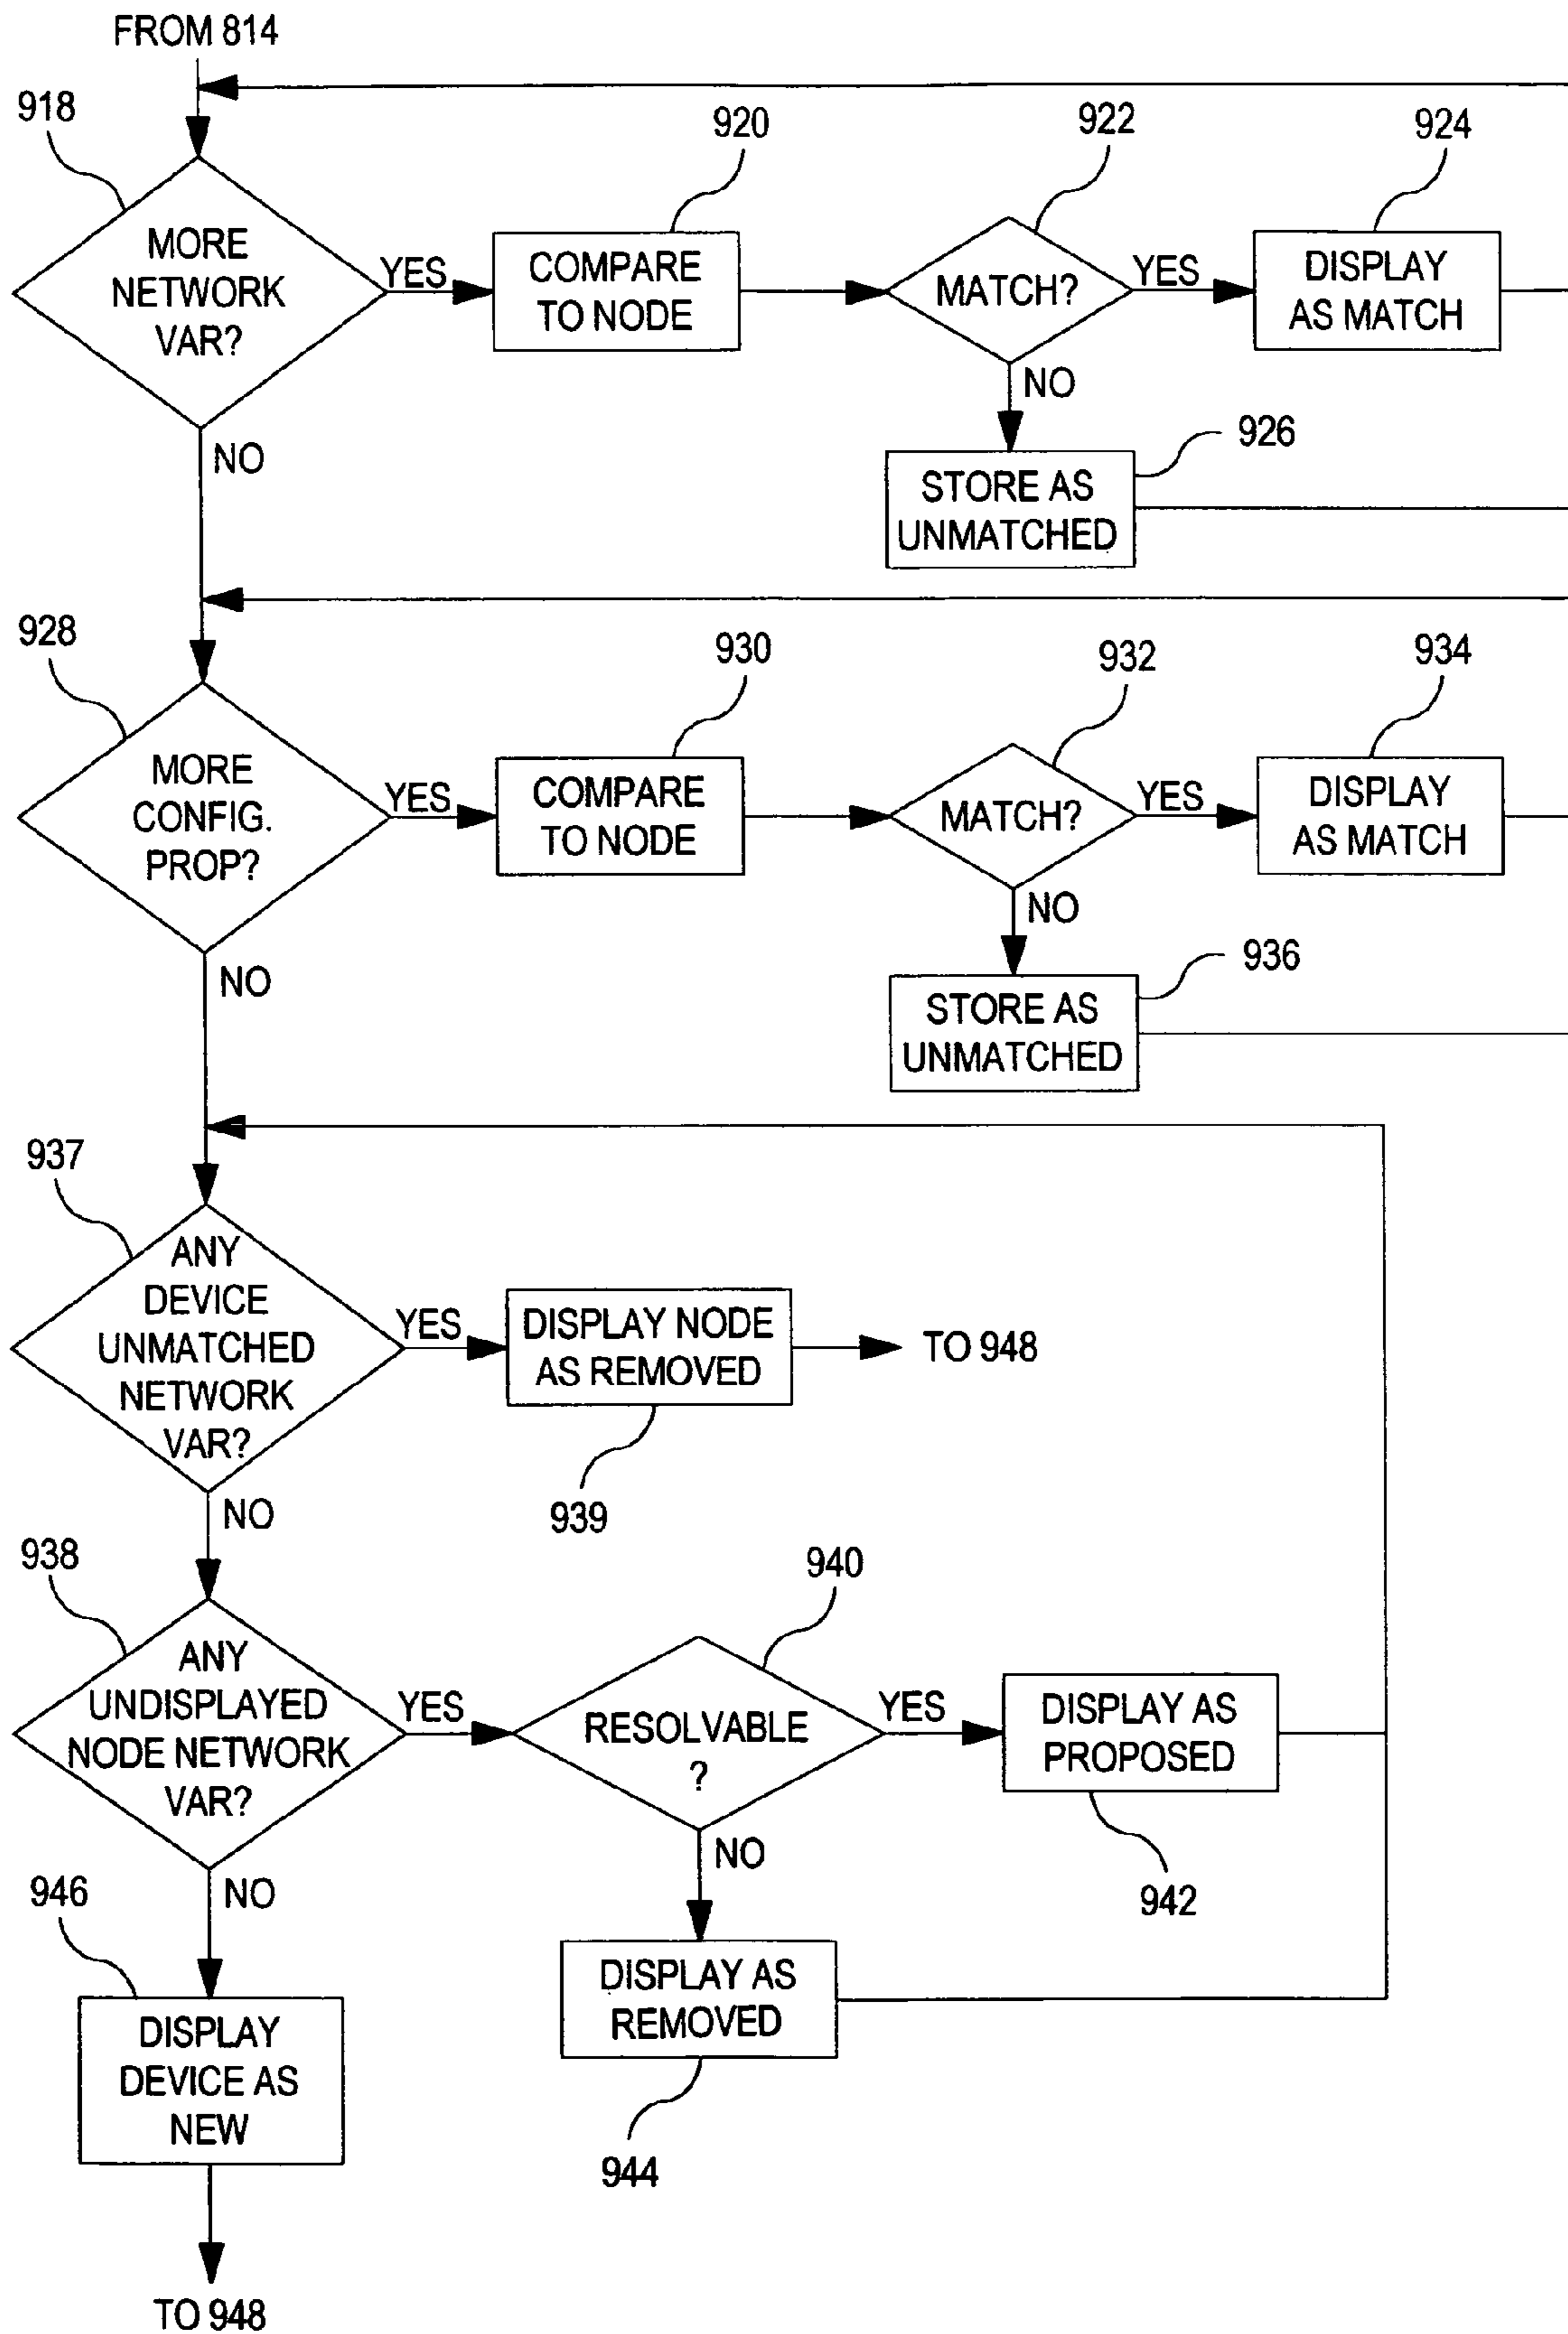 FROM 814
918
920
922
924
MORE
NETWORK
VAR?
YES
COMPARE
TO NODE
MATCH?
YES
DISPLAY
AS MATCH
NO
NO
926
STORE AS
UNMATCHED
928
930
932
934
MORE
CONFIG.
PROP?
YES
COMPARE
TO NODE
MATCH?
YES
DISPLAY
AS MATCH
NO
NO
936
STORE AS
UNMATCHED
937
ANY
DEVICE
UNMATCHED
NETWORK
VAR?
YES
DISPLAY NODE
AS REMOVED
TO 948
939
NO
938
940
ANY
UNDISPLAYED
NODE NETWORK
VAR?
YES
RESOLVABLE
?
YES
DISPLAY AS
PROPOSED
942
NO
NO
946
DISPLAY AS
REMOVED
944
DISPLAY
DEVICE AS
NEW
TO 948